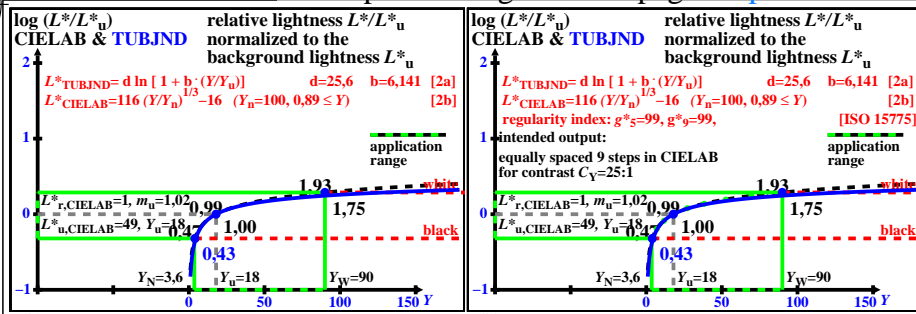 log (L*/L*u)
CIELAB & TUBJND
relative lightness L*/L*u
normalized to the
background lightness L*u
L*TUBJND= d ln [ 1 + b·(Y/Yu)] d=25,6 b=6,141 [2a]
L*CIELAB=116 (Y/Yn)1/3−16 (Yn=100, 0,89 ≤ Y) [2b]
application
range
2
1
0
−1
1,93
white
L*r,CIELAB=1, mu=1,02
0,99
1,75
L*u,CIELAB=49, Yu=18
0,47
1,00
black
0,43
YN=3,6
Yu=18
YW=90
0 50 100 150 Y
log (L*/L*u)
CIELAB & TUBJND
relative lightness L*/L*u
normalized to the
background lightness L*u
L*TUBJND= d ln [ 1 + b·(Y/Yu)] d=25,6 b=6,141 [2a]
L*CIELAB=116 (Y/Yn)1/3−16 (Yn=100, 0,89 ≤ Y) [2b]
regularity index: g*5=99, g*9=99, [ISO 15775]
intended output:
equally spaced 9 steps in CIELAB
for contrast CY=25:1
application
range
2
1
0
−1
1,93
white
L*r,CIELAB=1, mu=1,02
0,99
1,75
L*u,CIELAB=49, Yu=18
0,47
1,00
black
0,43
YN=3,6
Yu=18
YW=90
0 50 100 150 Y